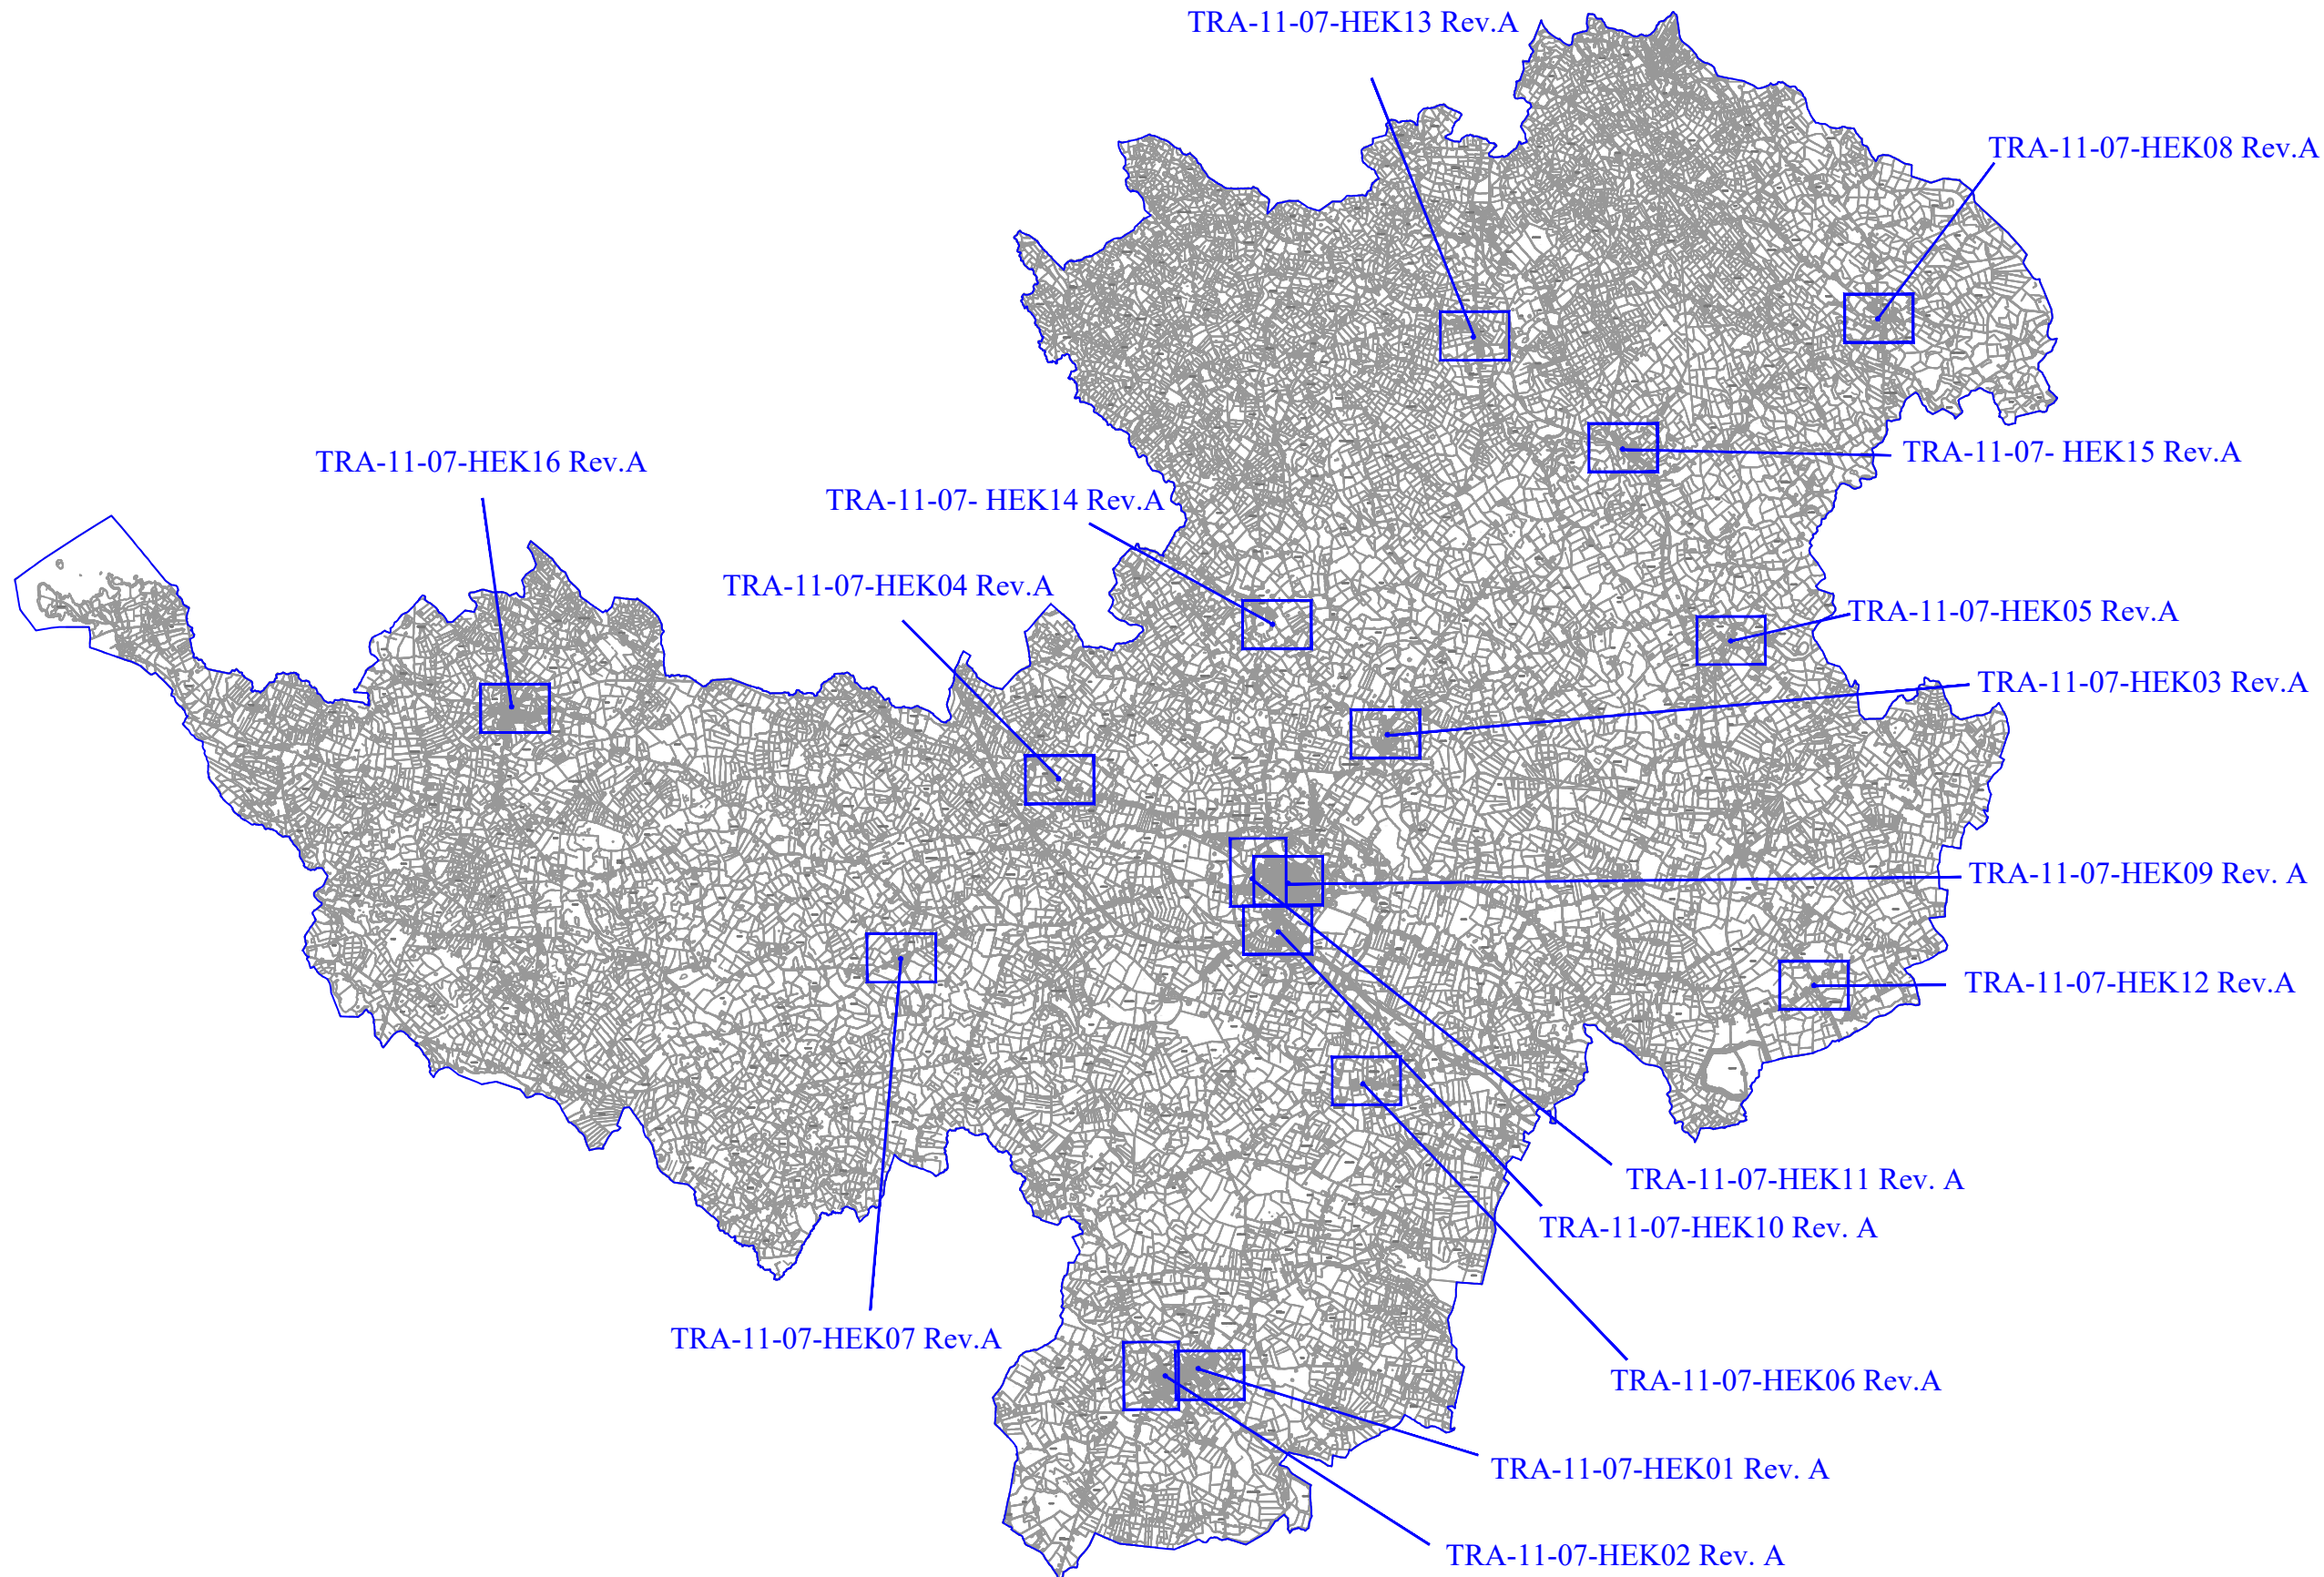 TRA-11-07-HEK13 Rev.A
TRA-11-07-HEK08 Rev.A
TRA-11-07- HEK15 Rev.A
TRA-11-07-HEK16 Rev.A
TRA-11-07- HEK14 Rev.A
TRA-11-07-HEK04 Rev.A
TRA-11-07-HEK05 Rev.A
TRA-11-07-HEK03 Rev.A
TRA-11-07-HEK09 Rev. A
TRA-11-07-HEK12 Rev.A
TRA-11-07-HEK11 Rev. A
TRA-11-07-HEK10 Rev. A
TRA-11-07-HEK07 Rev.A
TRA-11-07-HEK06 Rev.A
TRA-11-07-HEK01 Rev. A
TRA-11-07-HEK02 Rev. A